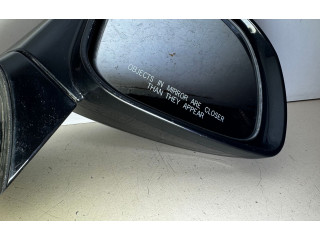 OBJECTS IN MIRROR ARE CLOSER
THAN THEY APPEAR